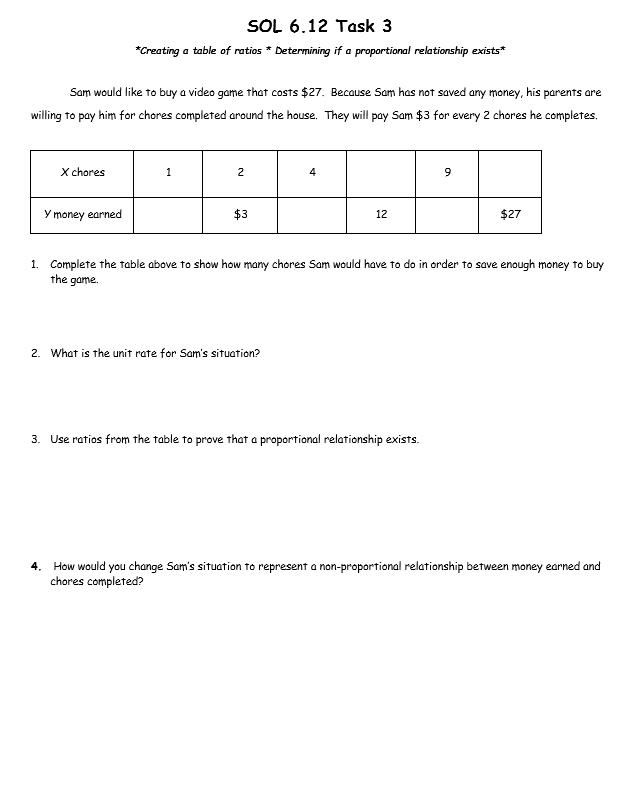 SOL 6.12 Task 3
*Creating a table of ratios * Determining if a proportional relationship exists*
Sam would like to buy a video game that costs $27. Because Sam has not saved any money, his parents are
willing to pay him for chores completed around the house. They will pay Sam $3 for every 2 chores he completes.
X chores 1 2 4 9
Y money earned $3 12 $27
1. Complete the table above to show how many chores Sam would have to do in order to save enough money to buy
the game.
2. What is the unit rate for Sam's situation?
3. Use ratios from the table to prove that a proportional relationship exists.
4. How would you change Sam's situation to represent a non-proportional relationship between money earned and
chores completed?